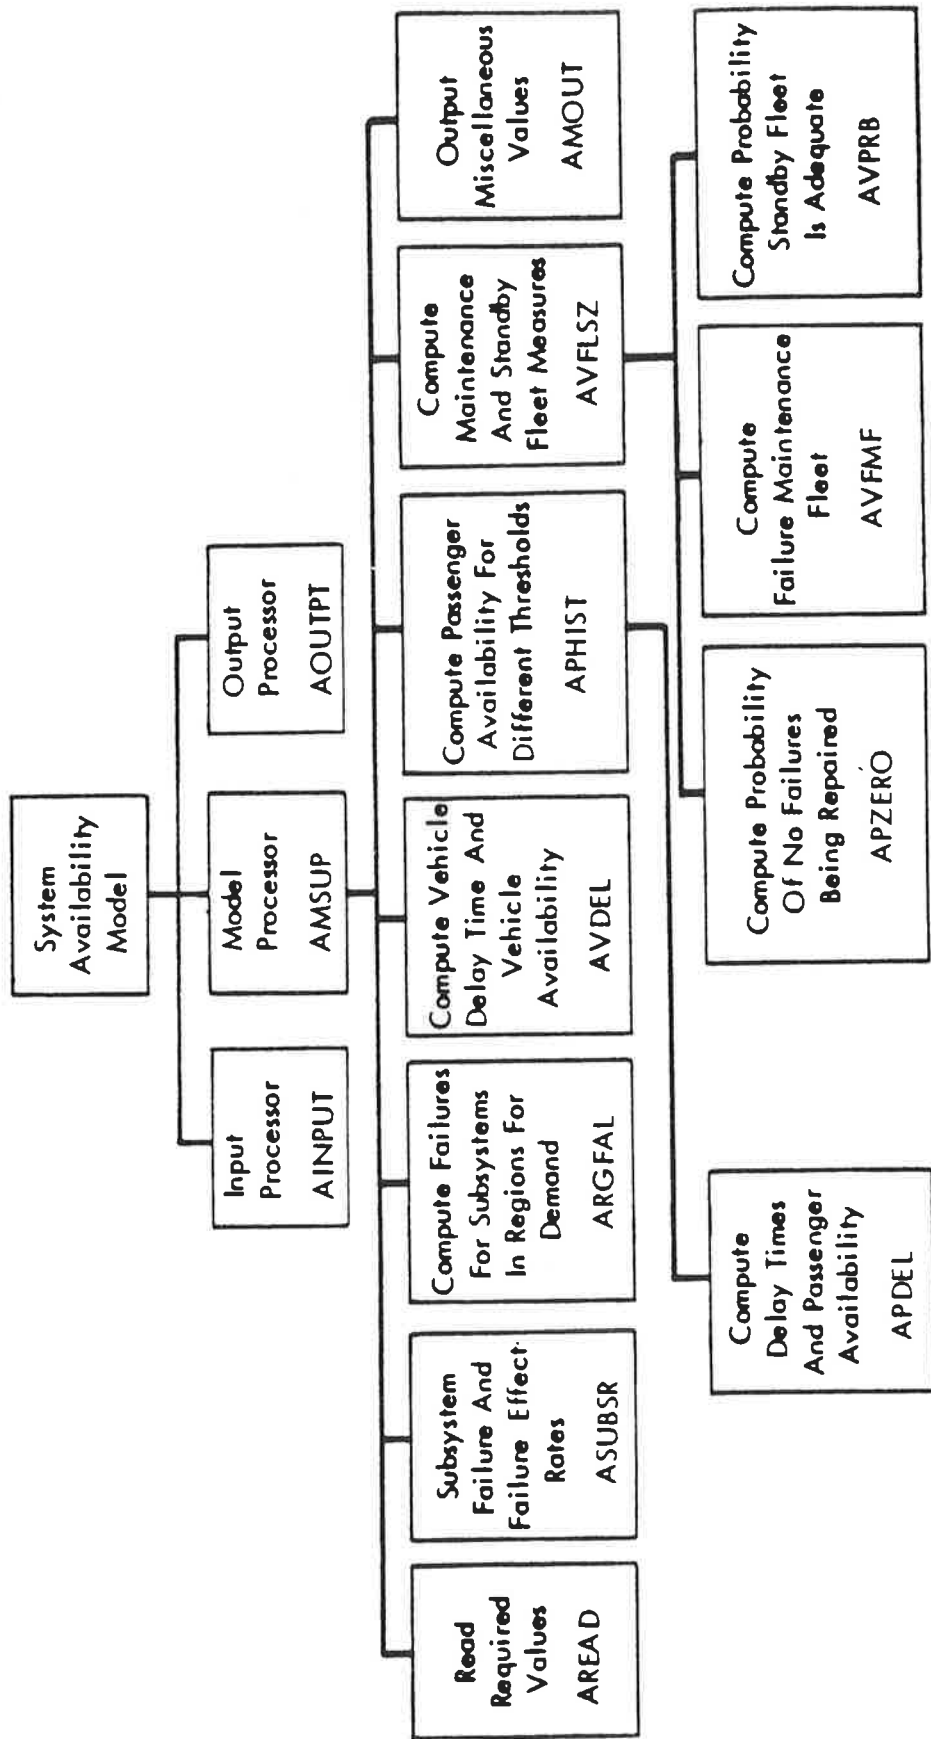 System
Availability
Model
Input
Processor
AINPUT
Model
Processor
AMSUP
Output
Processor
AOUTPT
Read
Required
Values
AREAD
Subsystem
Failure And
Failure Effect
Rates
ASUBSR
Compute Failures
For Subsystems
In Regions For
Demand
ARGFAL
Compute Vehicle
Delay Time And
Vehicle
Availability
AVDEL
Compute Passenger
Availability For
Different Thresholds
APHIST
Compute
Maintenance
And Standby
Fleet Measures
AVFLSZ
Output
Miscellaneous
Values
AMOUT
Compute
Delay Times
And Passenger
Availability
APDEL
Compute Probability
Of No Failures
Being Repaired
APZERO
Compute
Failure Maintenance
Fleet
AVFMF
Compute Probability
Standby Fleet
Is Adequate
AVPRB